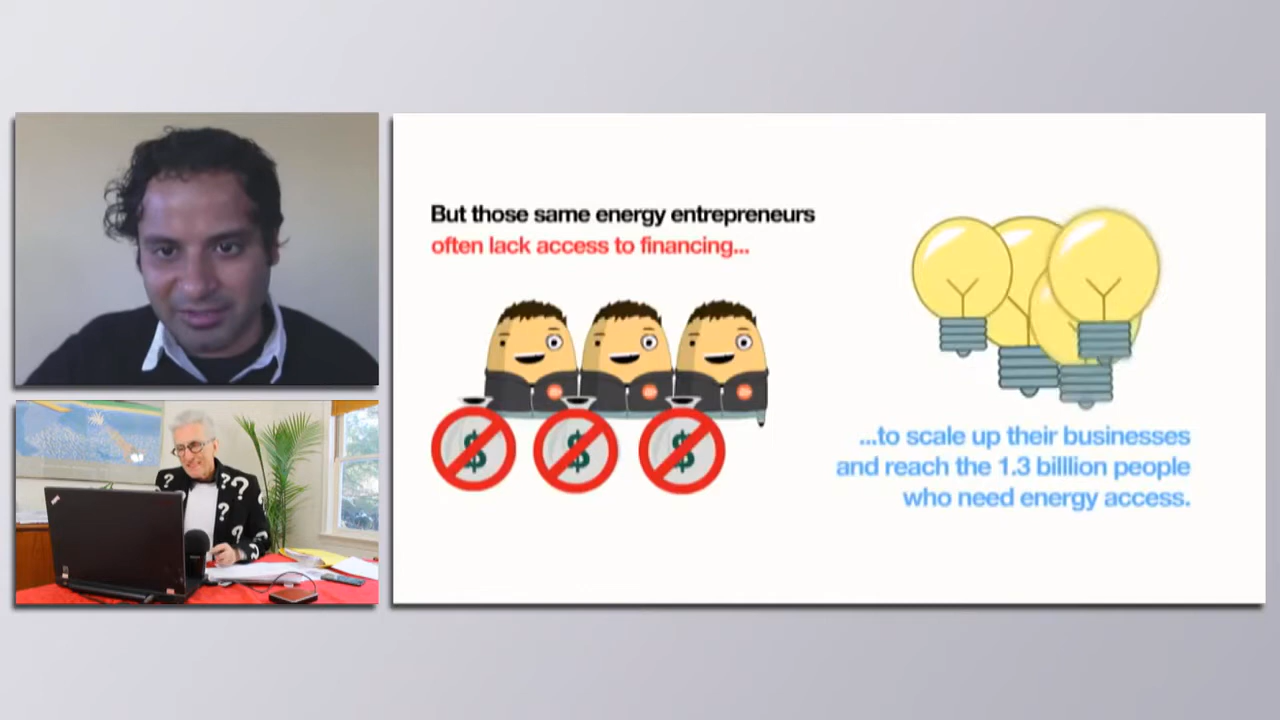 But those same energy entrepreneurs
often lack access to financing...
$ $ $
...to scale up their businesses
and reach the 1.3 billlion people
who need energy access.
? ? ? ?